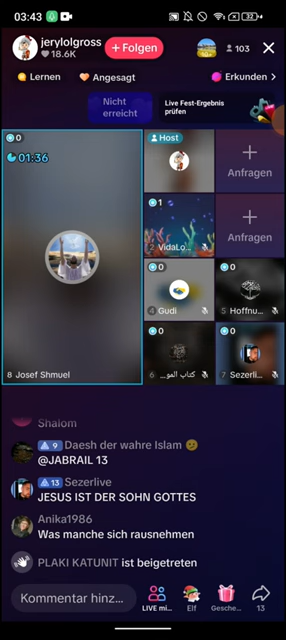 03:43
32
jerylolgross
18.6K
+ Folgen
103
Lernen
Angesagt
Erkunden >
Nicht
erreicht
Live Fest-Ergebnis
prüfen
0
01:36
Host
Anfragen
1
2 VidaLo...
Anfragen
0
4 Gudi
0
5 Hoffnu...
0
6 كتاب المو...
0
7 Sezerli...
8 Josef Shmuel
Shalom
9 Daesh der wahre Islam
@JABRAIL 13
13 Sezerlive
JESUS IST DER SOHN GOTTES
Anika1986
Was manche sich rausnehmen
PLAKI KATUNIT ist beigetreten
Kommentar hinz...
LIVE mi...
Elf
Gesche...
13